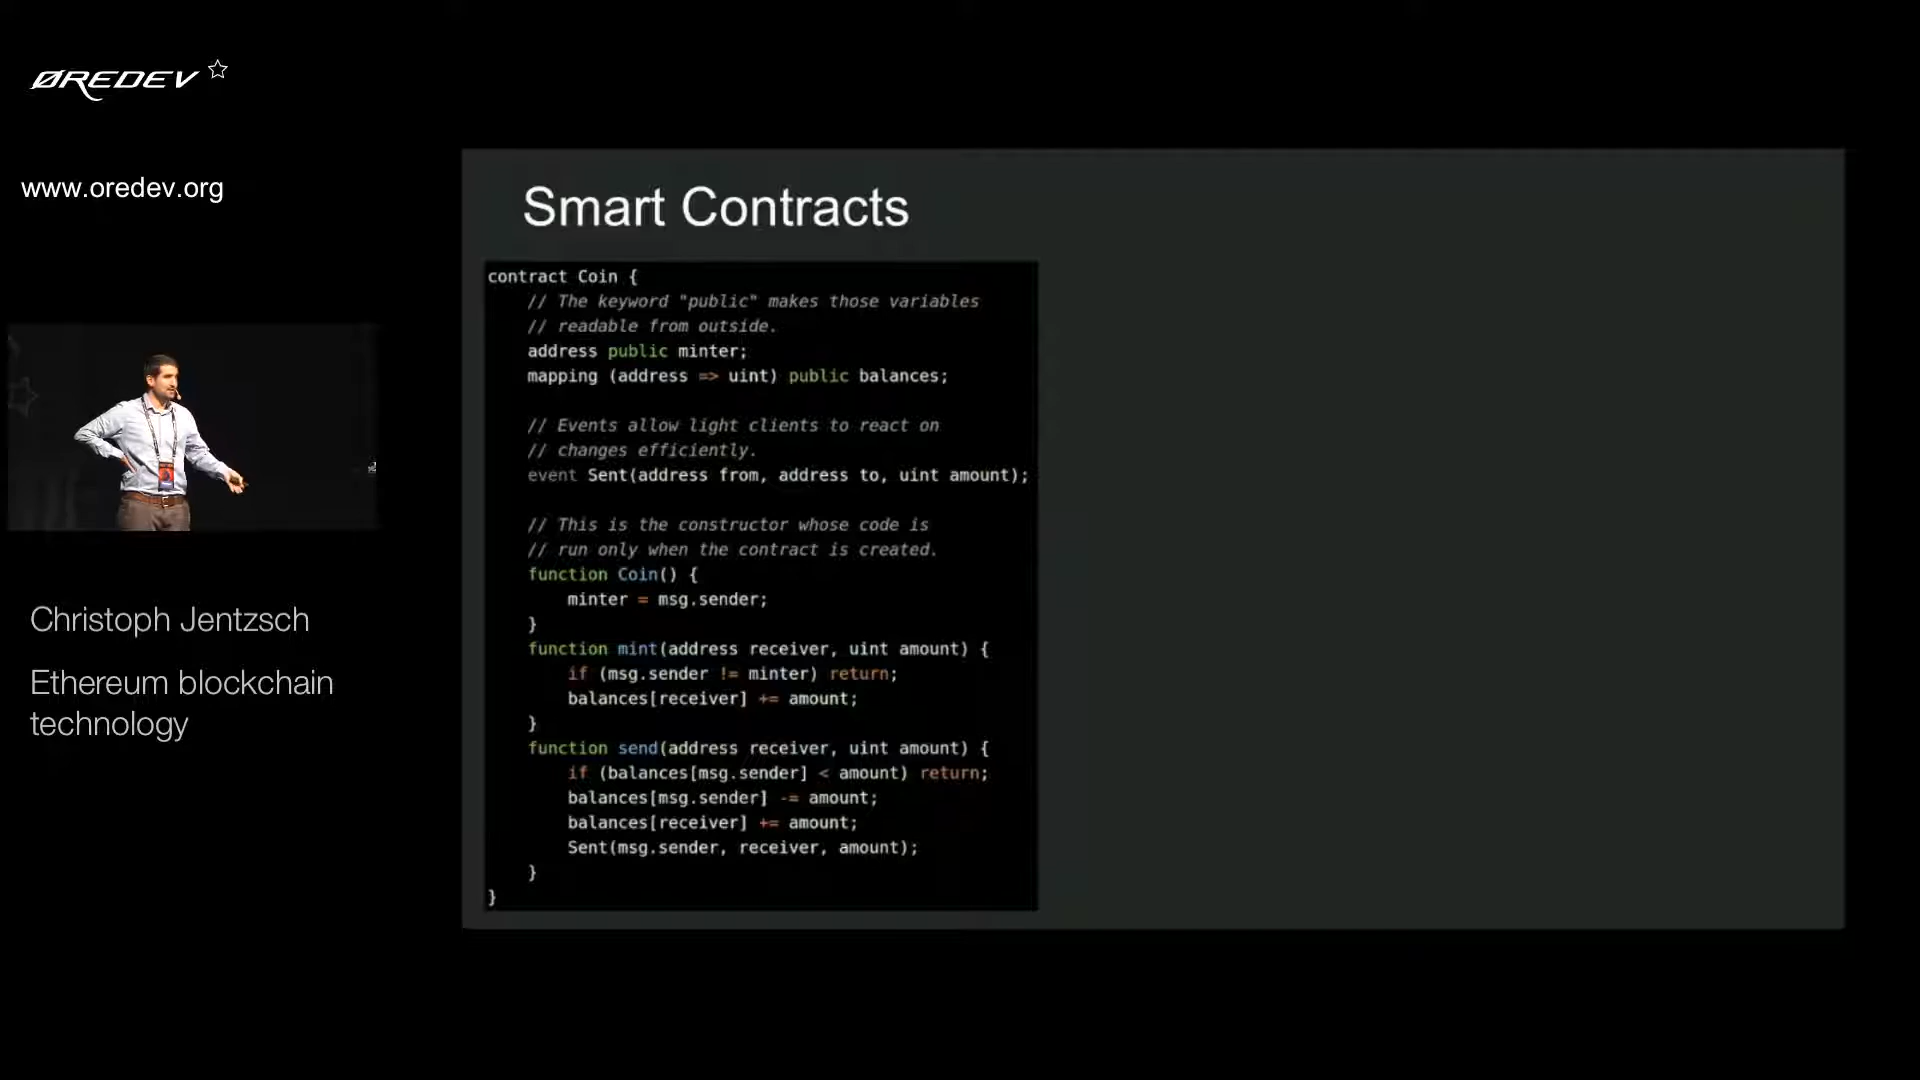 ØREDEV
www.oredev.org
Christoph Jentzsch
Ethereum blockchain
technology
Smart Contracts
contract Coin {
    // The keyword "public" makes those variables
    // readable from outside.
    address public minter;
    mapping (address => uint) public balances;
    // Events allow light clients to react on
    // changes efficiently.
    event Sent(address from, address to, uint amount);
    // This is the constructor whose code is
    // run only when the contract is created.
    function Coin() {
        minter = msg.sender;
    }
    function mint(address receiver, uint amount) {
        if (msg.sender != minter) return;
        balances[receiver] += amount;
    }
    function send(address receiver, uint amount) {
        if (balances[msg.sender] < amount) return;
        balances[msg.sender] -= amount;
        balances[receiver] += amount;
        Sent(msg.sender, receiver, amount);
    }
}